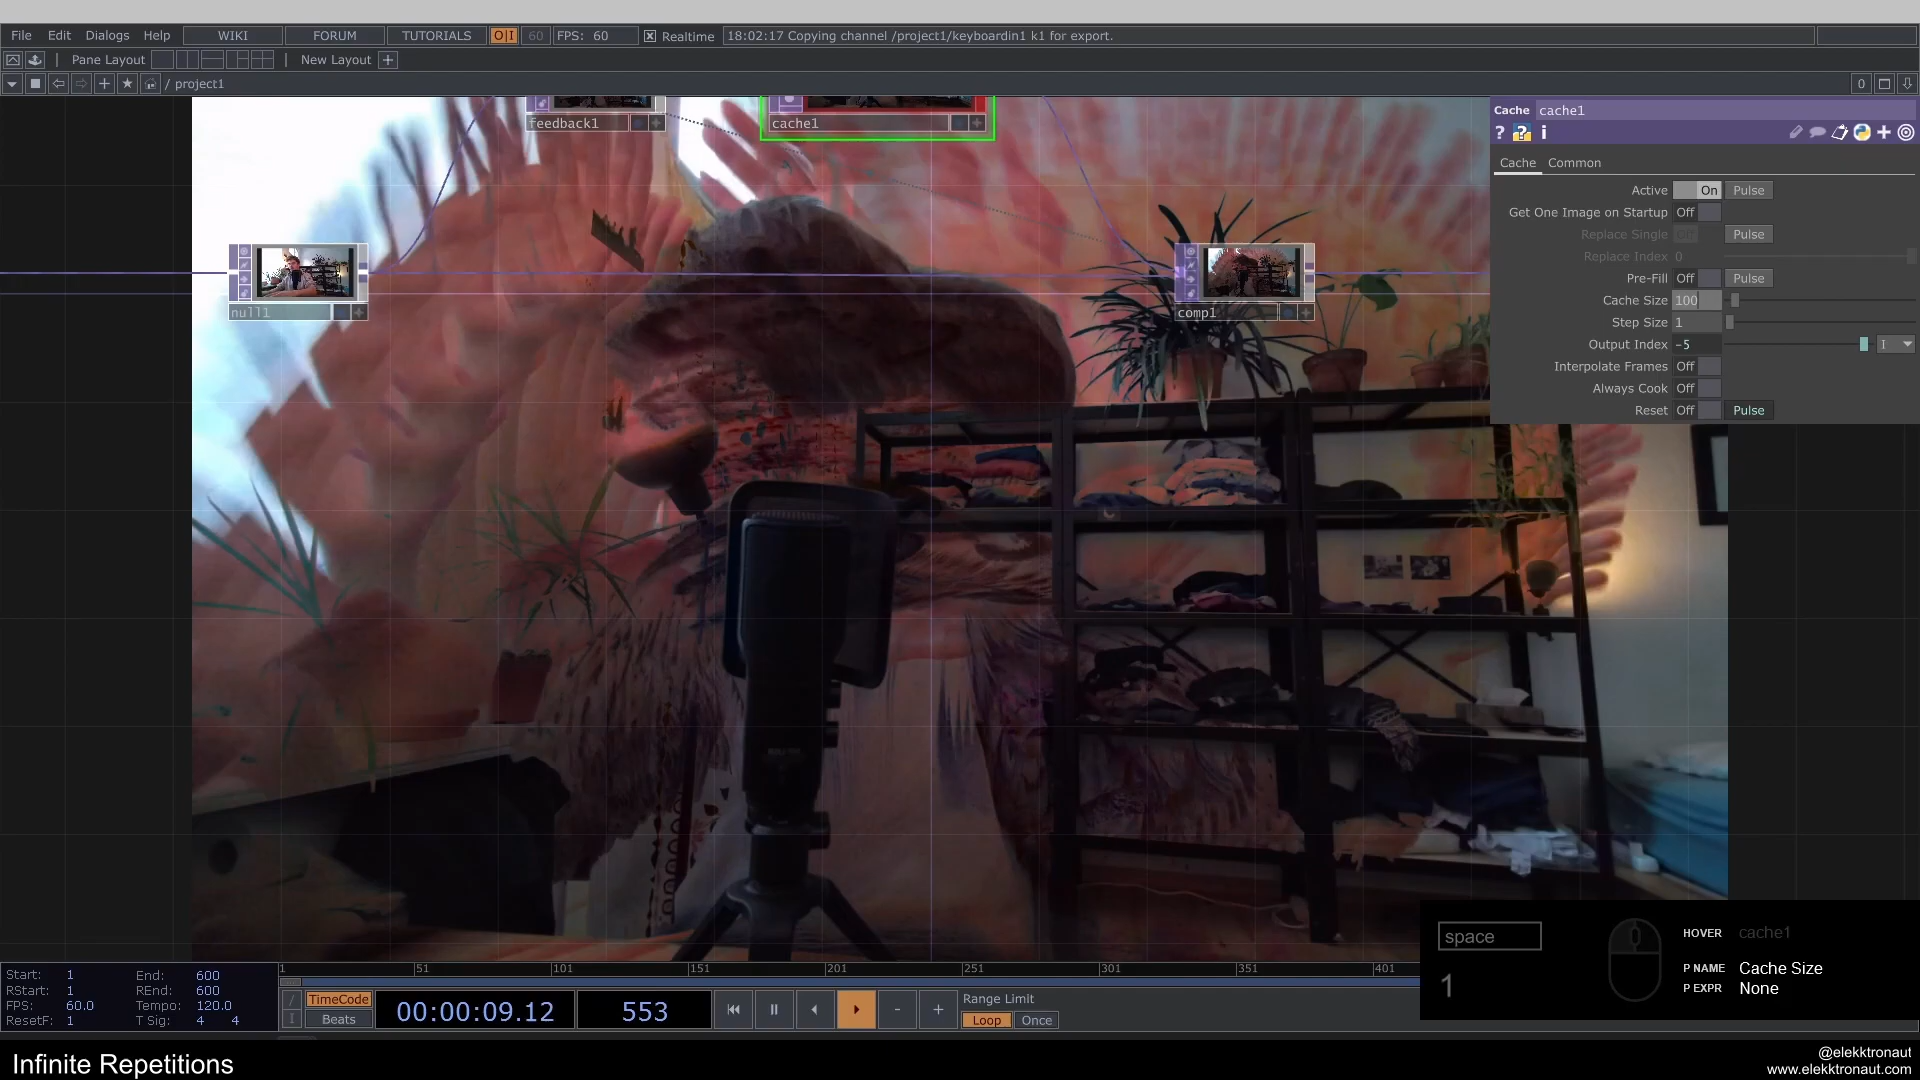 File Edit Dialogs Help WIKI FORUM TUTORIALS O|I 60 FPS: 60 Realtime 18:02:17 Copying channel /project1/keyboardin1 k1 for export.
Pane Layout New Layout
/ project1 0
feedback1 cache1
null1 comp1
Cache cache1
? ? i
Cache Common
Active On Pulse
Get One Image on Startup Off
Replace Single Off Pulse
Replace Index 0
Pre-Fill Off Pulse
Cache Size 100
Step Size 1
Output Index -5 I
Interpolate Frames Off
Always Cook Off
Reset Off Pulse
space
1
HOVER cache1
P NAME Cache Size
P EXPR None
1 51 101 151 201 251 301 351 401
Start: 1 End: 600
RStart: 1 REnd: 600
FPS: 60.0 Tempo: 120.0
ResetF: 1 T Sig: 4 4
/ TimeCode
I Beats
00:00:09.12 553
- +
Range Limit
Loop Once
Infinite Repetitions
@elekktronaut
www.elekktronaut.com